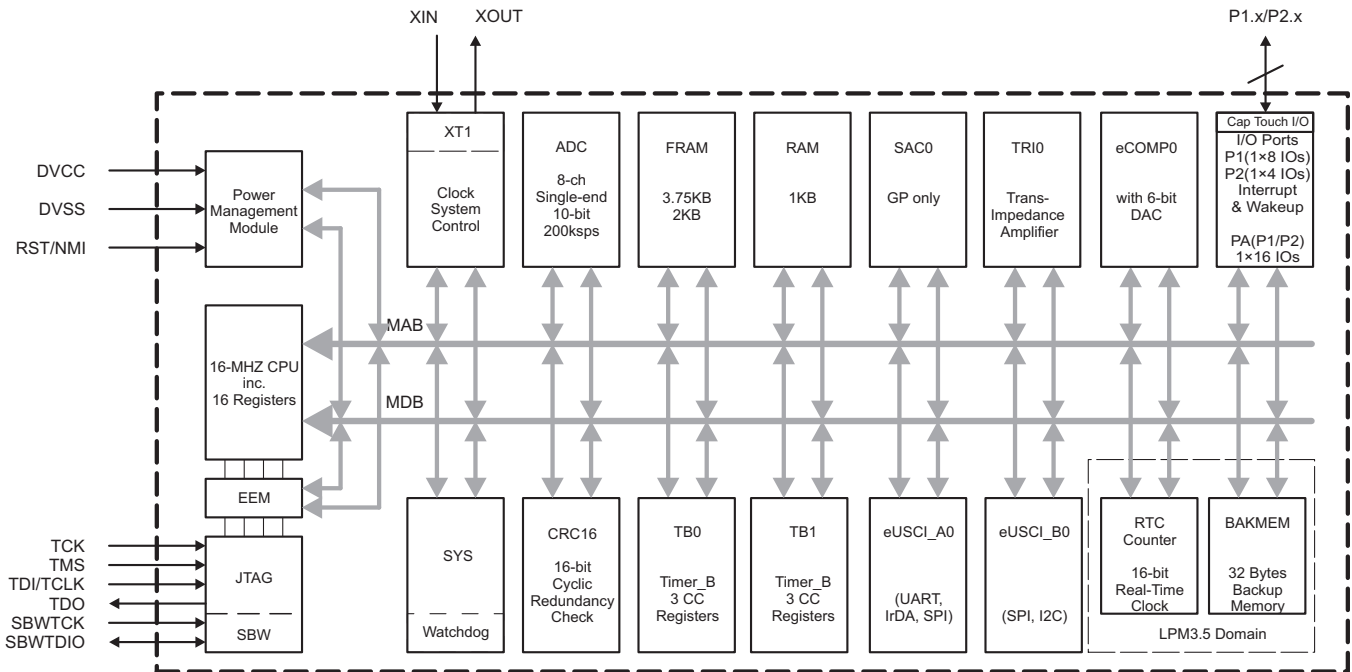 XIN
XOUT
P1.x/P2.x
DVCC
DVSS
RST/NMI
Power
Management
Module
XT1
Clock
System
Control
ADC
8-ch
Single-end
10-bit
200ksps
FRAM
3.75KB
2KB
RAM
1KB
SAC0
GP only
TRI0
Trans-
Impedance
Amplifier
eCOMP0
with 6-bit
DAC
Cap Touch I/O
I/O Ports
P1(1×8 IOs)
P2(1×4 IOs)
Interrupt
& Wakeup
PA(P1/P2)
1×16 IOs
MAB
16-MHZ CPU
inc.
16 Registers
MDB
EEM
TCK
TMS
TDI/TCLK
TDO
SBWTCK
SBWTDIO
JTAG
SBW
SYS
Watchdog
CRC16
16-bit
Cyclic
Redundancy
Check
TB0
Timer_B
3 CC
Registers
TB1
Timer_B
3 CC
Registers
eUSCI_A0
(UART,
IrDA, SPI)
eUSCI_B0
(SPI, I2C)
RTC
Counter
16-bit
Real-Time
Clock
BAKMEM
32 Bytes
Backup
Memory
LPM3.5 Domain